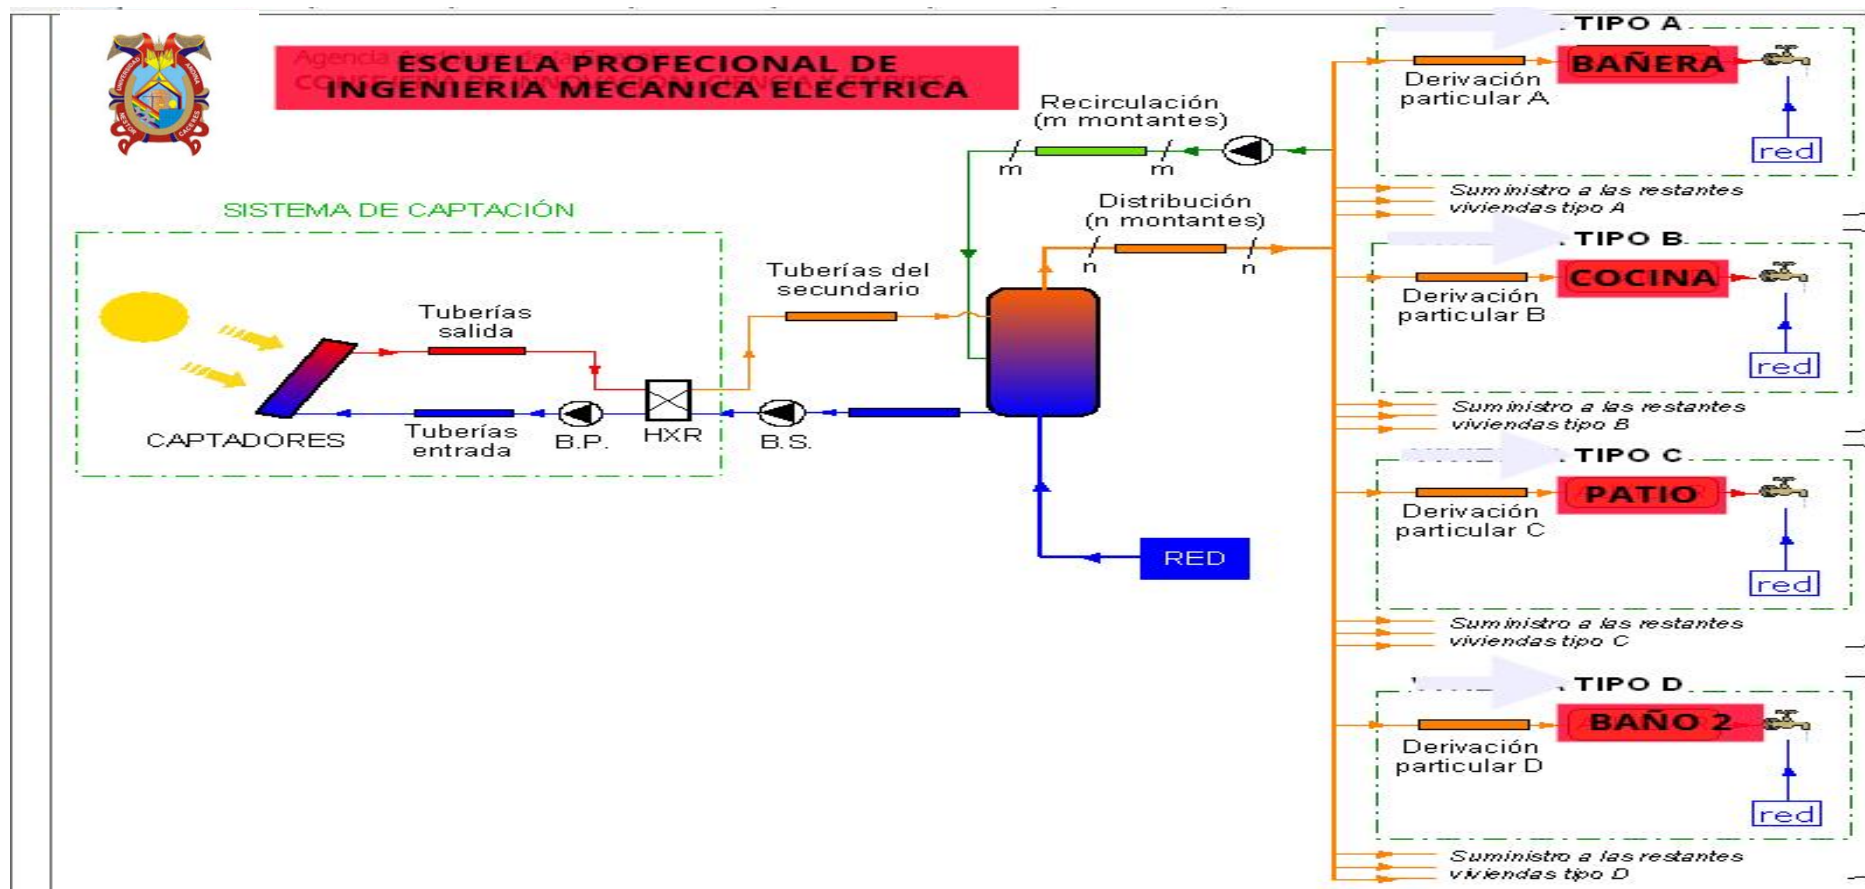 ESCUELA PROFECIONAL DE
INGENIERIA MECANICA ELECTRICA
Recirculación
(m montantes)
m
m
Distribución
(n montantes)
n
n
SISTEMA DE CAPTACIÓN
Tuberías
salida
Tuberías del
secundario
CAPTADORES
Tuberías
entrada
B.P.
HXR
B.S.
RED
TIPO A
BAÑERA
Derivación
particular A
red
Suministro a las restantes
viviendas tipo A
TIPO B
COCINA
Derivación
particular B
red
Suministro a las restantes
viviendas tipo B
TIPO C
PATIO
Derivación
particular C
red
Suministro a las restantes
viviendas tipo C
TIPO D
BAÑO 2
Derivación
particular D
red
Suministro a las restantes
viviendas tipo D